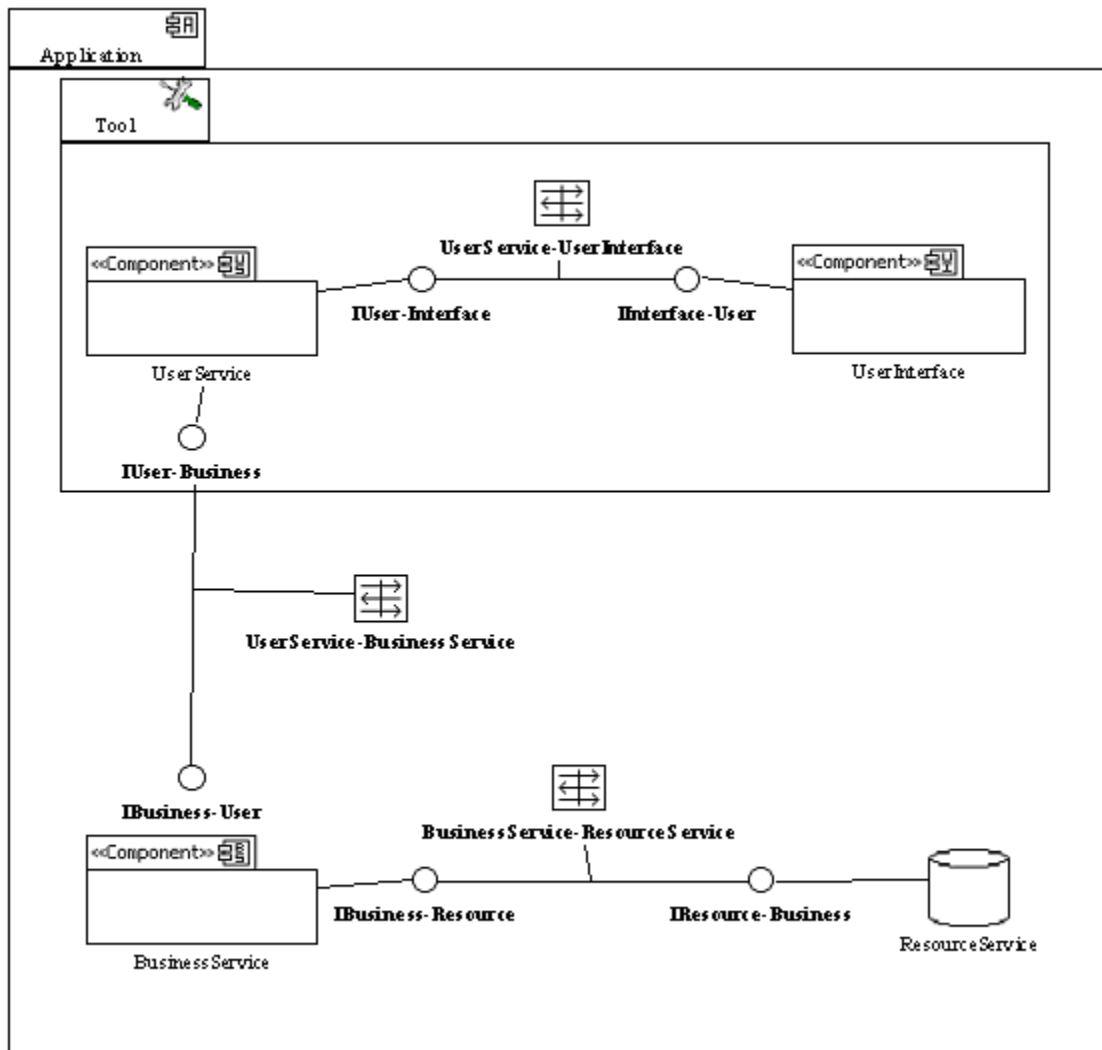 Application
Tool
UserService-UserInterface
«Component»
«Component»
IUser-Interface
IInterface-User
UserService
UserInterface
IUser-Business
UserService-BusinessService
IBusiness-User
BusinessService-ResourceService
«Component»
IBusiness-Resource
IResource-Business
BusinessService
ResourceService